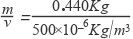 m/v = 0.440Kg / 500×10⁻⁶Kg/m³